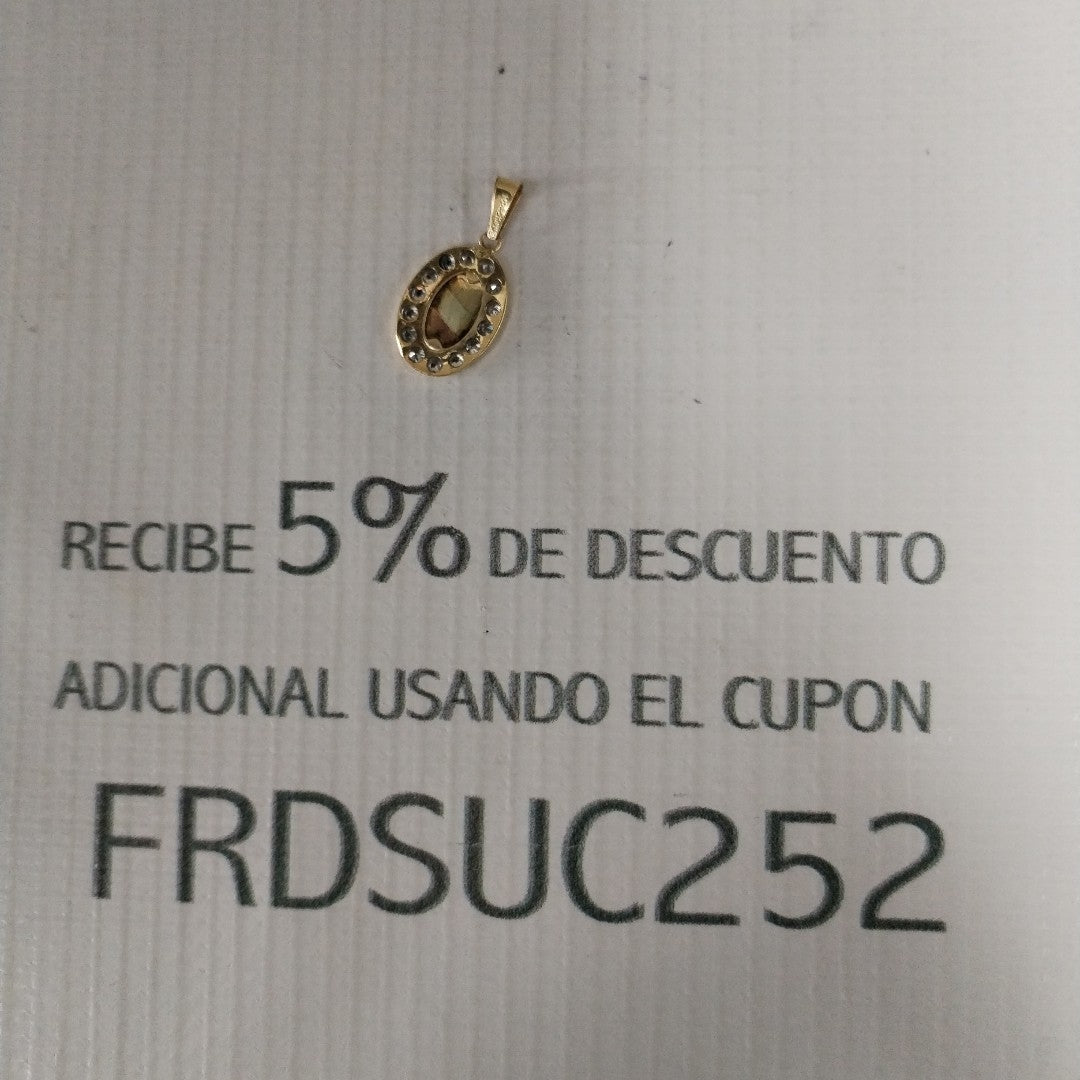 RECIBE 5% DE DESCUENTO
ADICIONAL USANDO EL CUPON
FRDSUC252